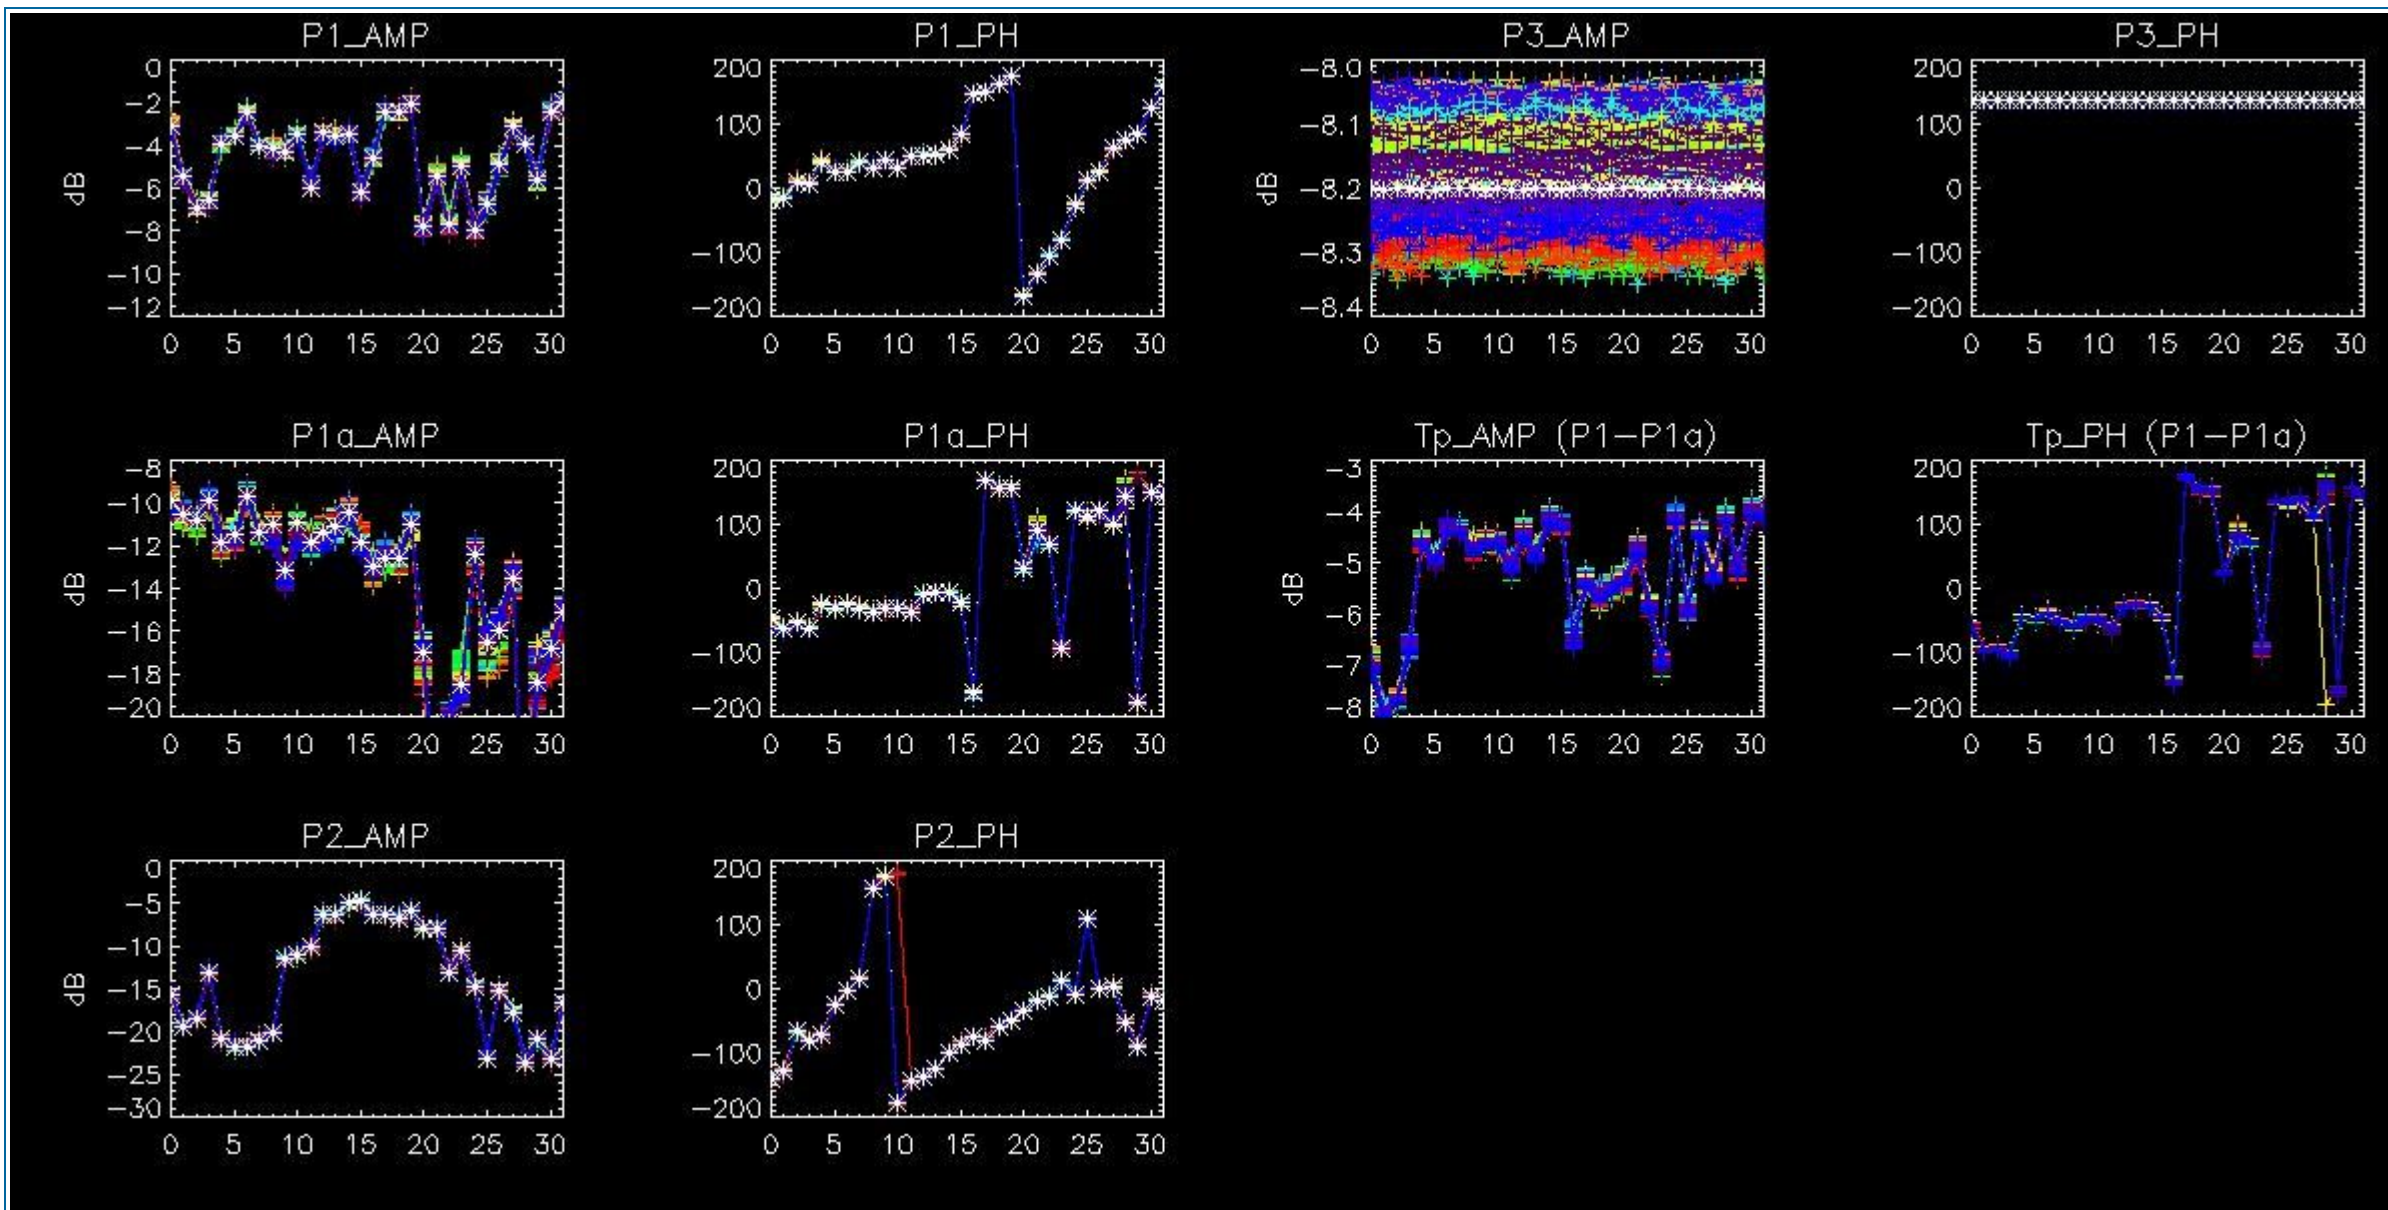 P1_AMP
0
−2
−4
−6
−8
−10
−12
dB
0 5 10 15 20 25 30
P1_PH
200
100
0
−100
−200
0 5 10 15 20 25 30
P3_AMP
−8.0
−8.1
−8.2
−8.3
−8.4
dB
0 5 10 15 20 25 30
P3_PH
200
100
0
−100
−200
0 5 10 15 20 25 30
P1a_AMP
−8
−10
−12
−14
−16
−18
−20
dB
0 5 10 15 20 25 30
P1a_PH
200
100
0
−100
−200
0 5 10 15 20 25 30
Tp_AMP (P1−P1a)
−3
−4
−5
−6
−7
−8
dB
0 5 10 15 20 25 30
Tp_PH (P1−P1a)
200
100
0
−100
−200
0 5 10 15 20 25 30
P2_AMP
0
−5
−10
−15
−20
−25
−30
dB
0 5 10 15 20 25 30
P2_PH
200
100
0
−100
−200
0 5 10 15 20 25 30